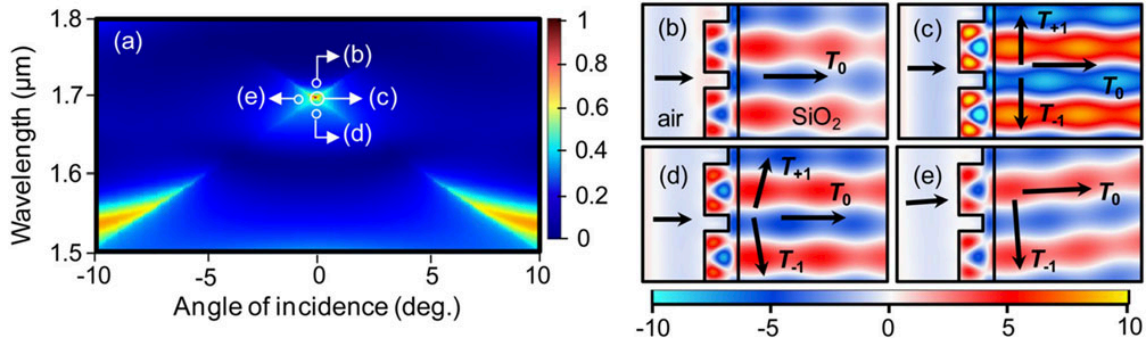 (a)
(b)
(e)
(c)
(d)
Wavelength (μm)
1.8
1.7
1.6
1.5
-10
-5
0
5
10
Angle of incidence (deg.)
1
0.8
0.6
0.4
0.2
0
(b)
T0
air
SiO2
(c)
T+1
T0
T-1
(d)
T+1
T0
T-1
(e)
T0
T-1
-10
-5
0
5
10